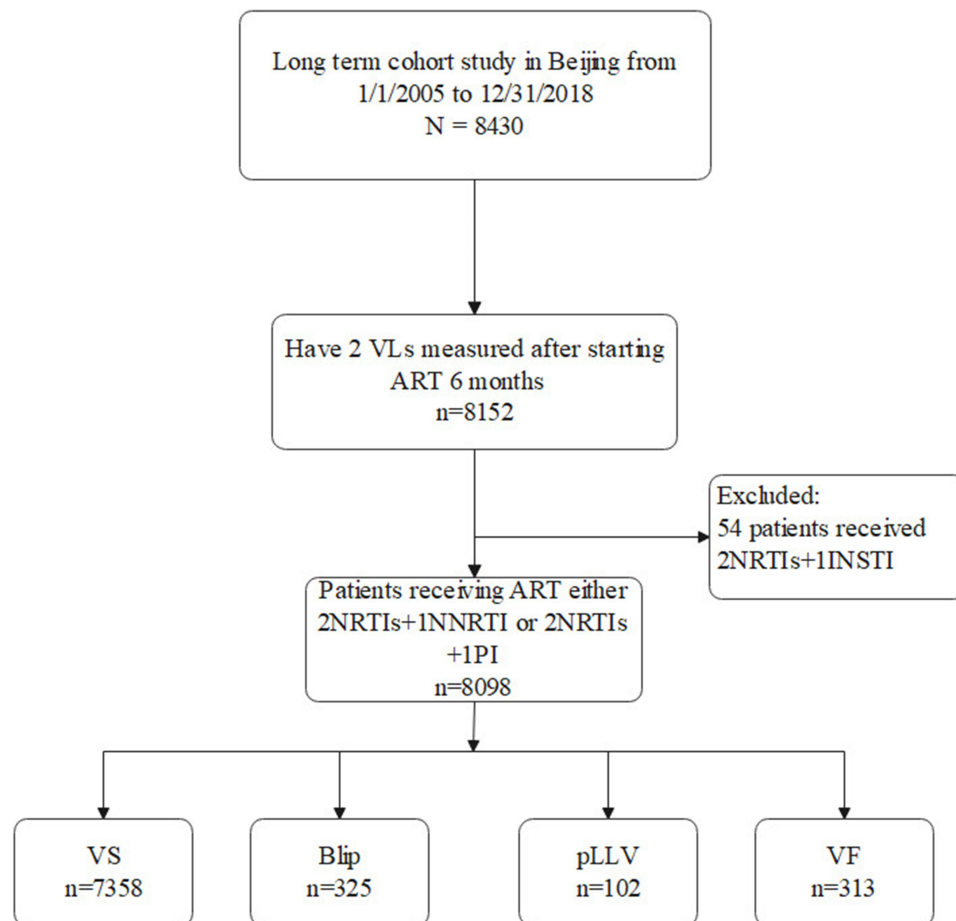 Long term cohort study in Beijing from
1/1/2005 to 12/31/2018
N = 8430
Have 2 VLs measured after starting
ART 6 months
n=8152
Excluded:
54 patients received
2NRTIs+1INSTI
Patients receiving ART either
2NRTIs+1NNRTI or 2NRTIs
+1PI
n=8098
VS
n=7358
Blip
n=325
pLLV
n=102
VF
n=313